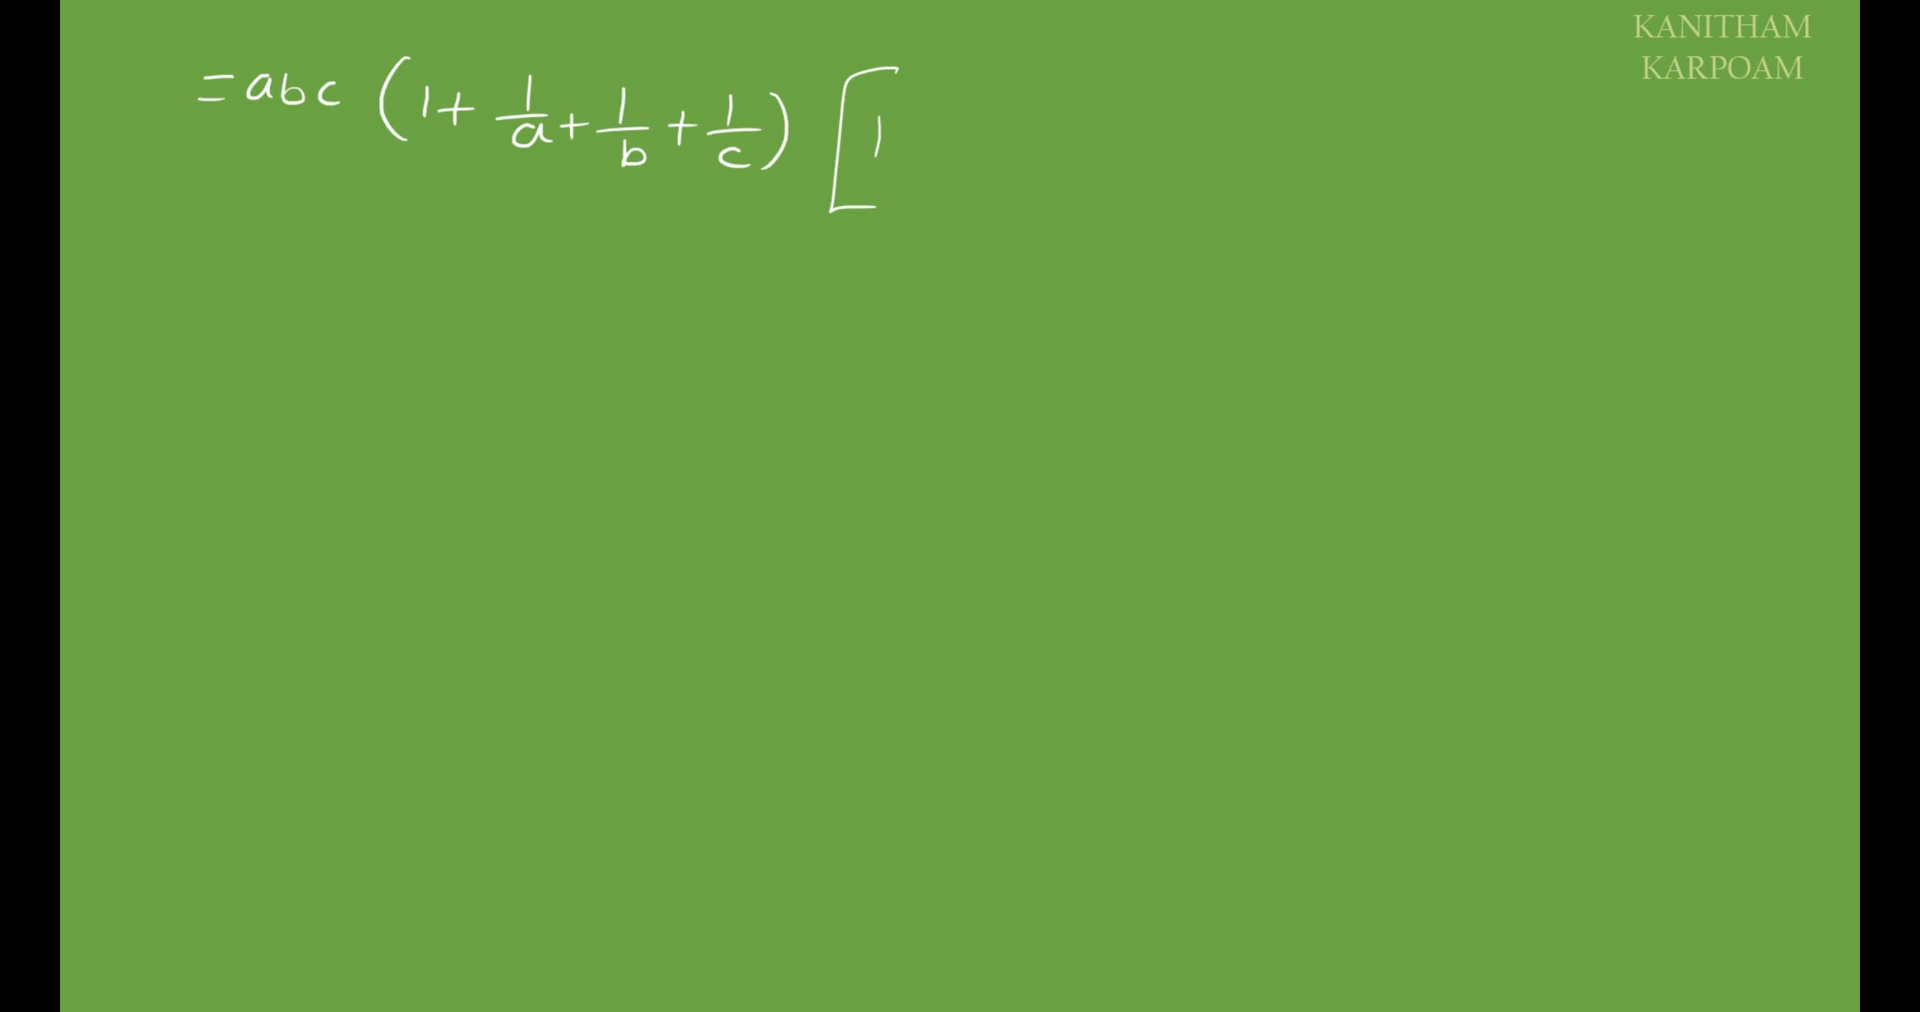 KANITHAM
KARPOAM
= abc (1 + 1/a + 1/b + 1/c) [1